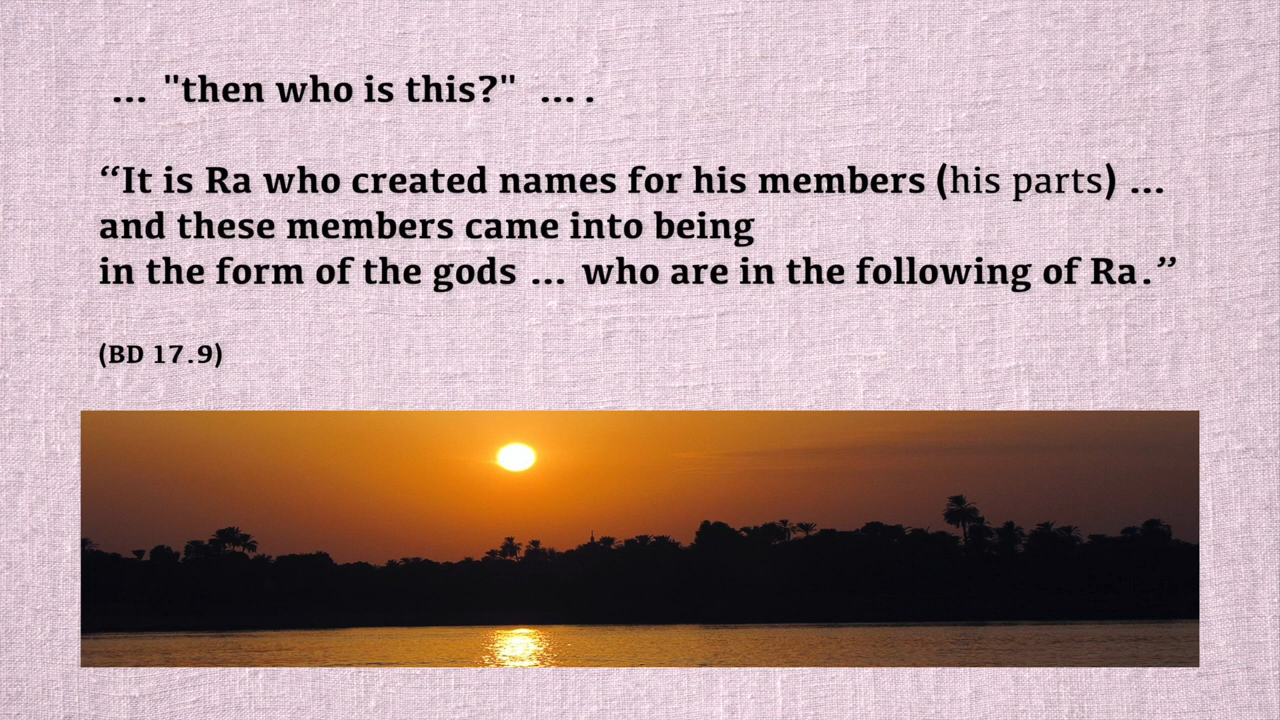 ... "then who is this?" ... .
“It is Ra who created names for his members (his parts) ...
and these members came into being
in the form of the gods ... who are in the following of Ra.”
(BD 17.9)